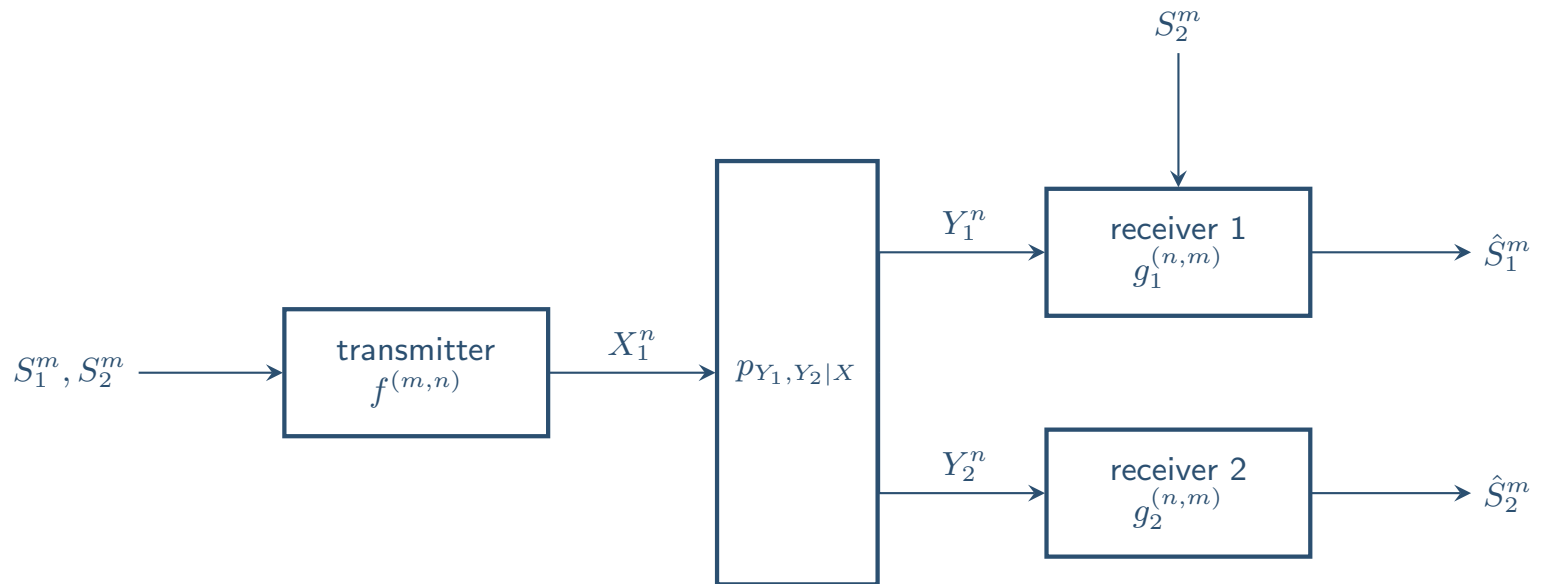 S_2^m
receiver 1
g_1^{(n,m)}
Y_1^n
Ŝ_1^m
S_1^m, S_2^m
transmitter
f^{(m,n)}
X_1^n
p_{Y_1,Y_2|X}
Y_2^n
receiver 2
g_2^{(n,m)}
Ŝ_2^m